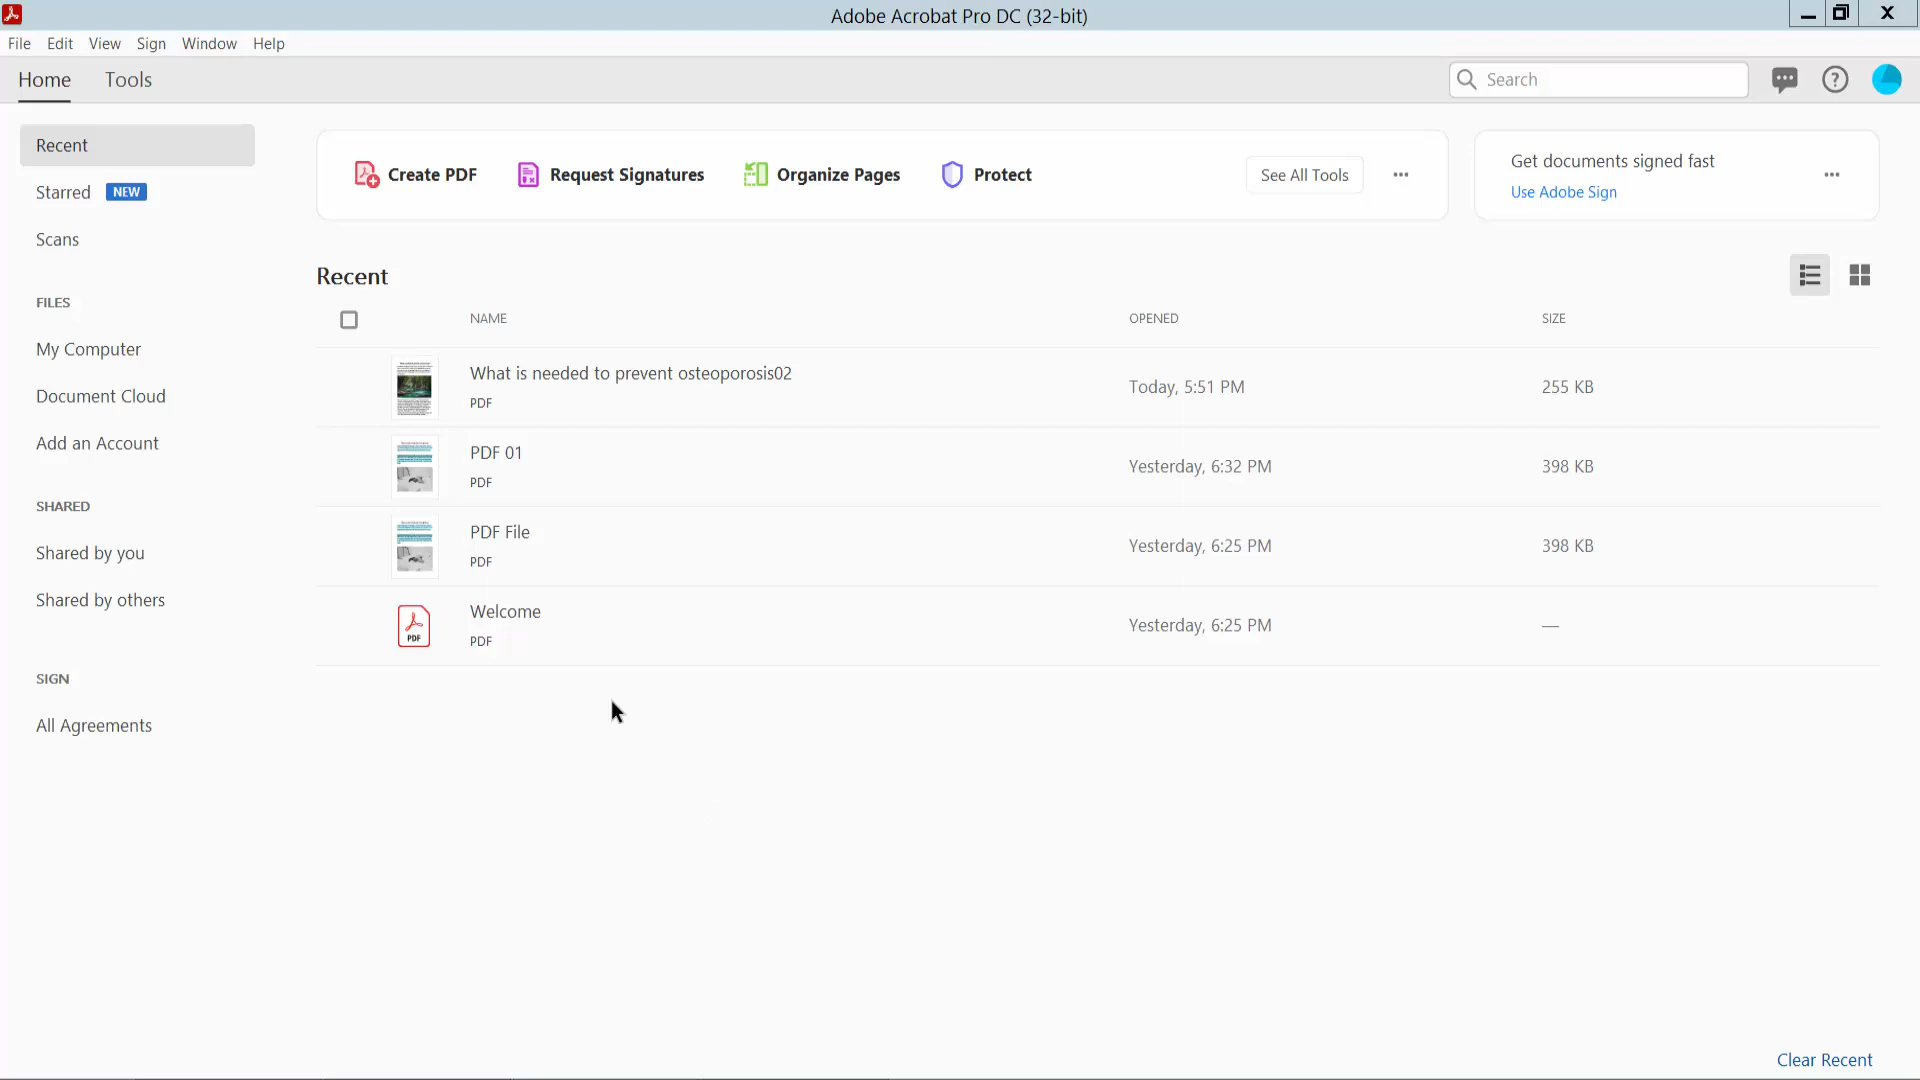 Adobe Acrobat Pro DC (32-bit)
File Edit View Sign Window Help
Home Tools
Search
Recent
Starred NEW
Scans
FILES
My Computer
Document Cloud
Add an Account
SHARED
Shared by you
Shared by others
SIGN
All Agreements
Create PDF Request Signatures Organize Pages Protect See All Tools
Get documents signed fast
Use Adobe Sign
Recent
NAME OPENED SIZE
What is needed to prevent osteoporosis02
PDF
Today, 5:51 PM 255 KB
PDF 01
PDF
Yesterday, 6:32 PM 398 KB
PDF File
PDF
Yesterday, 6:25 PM 398 KB
PDF
Welcome
PDF
Yesterday, 6:25 PM —
Clear Recent